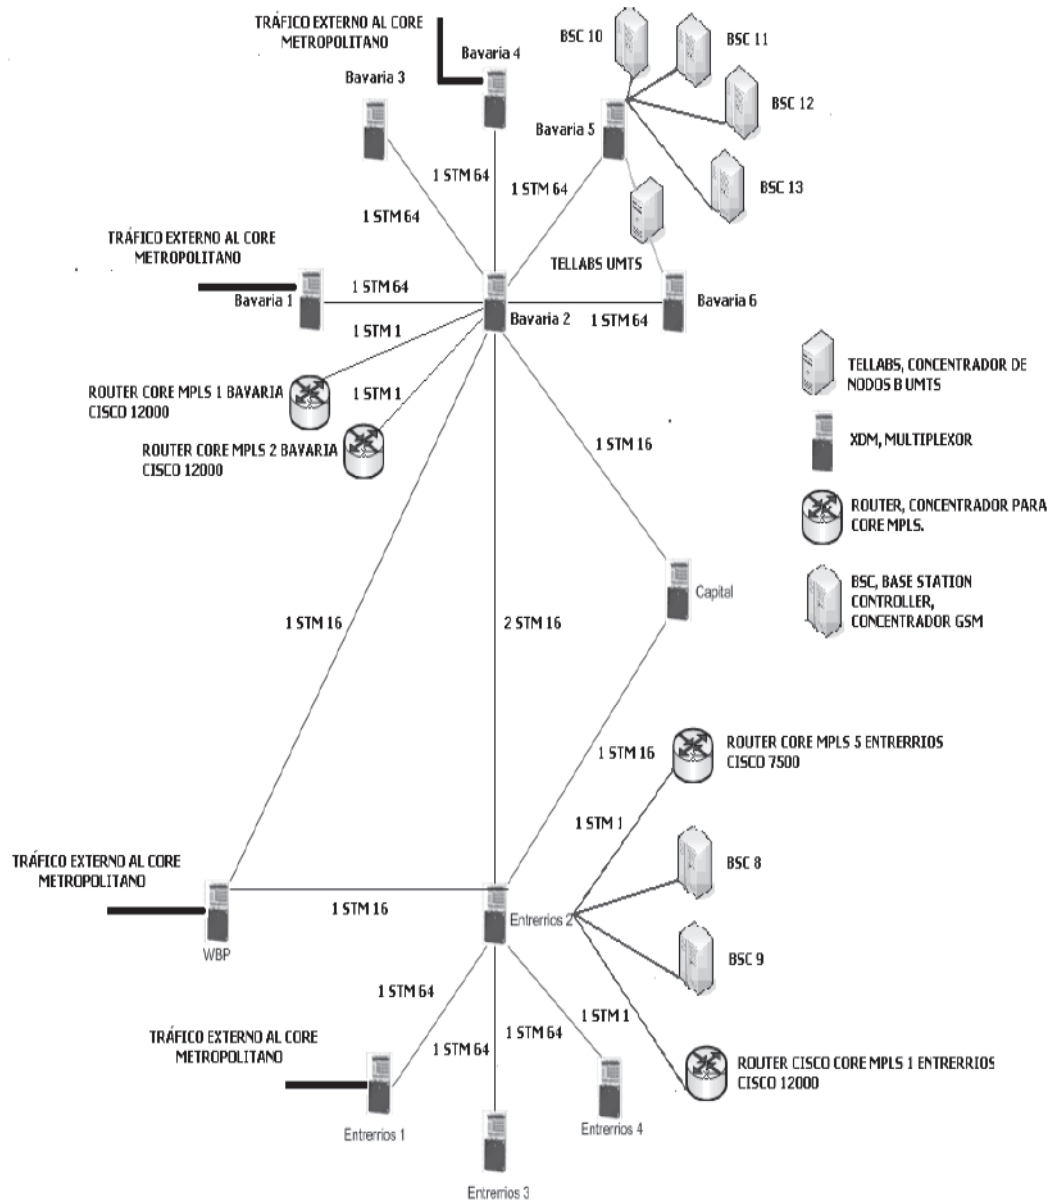 TRÁFICO EXTERNO AL CORE
METROPOLITANO
Bavaria 4
BSC 10
BSC 11
Bavaria 3
BSC 12
Bavaria 5
1 STM 64
1 STM 64
BSC 13
1 STM 64
TRÁFICO EXTERNO AL CORE
METROPOLITANO
TELLABS UMTS
1 STM 64
Bavaria 1
Bavaria 2
Bavaria 6
1 STM 64
1 STM 1
ROUTER CORE MPLS 1 BAVARIA
CISCO 12000
1 STM 1
ROUTER CORE MPLS 2 BAVARIA
CISCO 12000
TELLABS, CONCENTRADOR DE
NODOS B UMTS
XDM, MULTIPLEXOR
ROUTER, CONCENTRADOR PARA
CORE MPLS.
BSC, BASE STATION
CONTROLLER,
CONCENTRADOR GSM
1 STM 16
Capital
1 STM 16
2 STM 16
1 STM 16
ROUTER CORE MPLS 5 ENTRERRIOS
CISCO 7500
1 STM 1
TRÁFICO EXTERNO AL CORE
METROPOLITANO
BSC 8
1 STM 16
Entrerrios 2
WBP
BSC 9
1 STM 64
1 STM 1
TRÁFICO EXTERNO AL CORE
METROPOLITANO
1 STM 64
1 STM 64
ROUTER CISCO CORE MPLS 1 ENTRERRIOS
CISCO 12000
Entrerrios 1
Entrerrios 4
Entrerrios 3